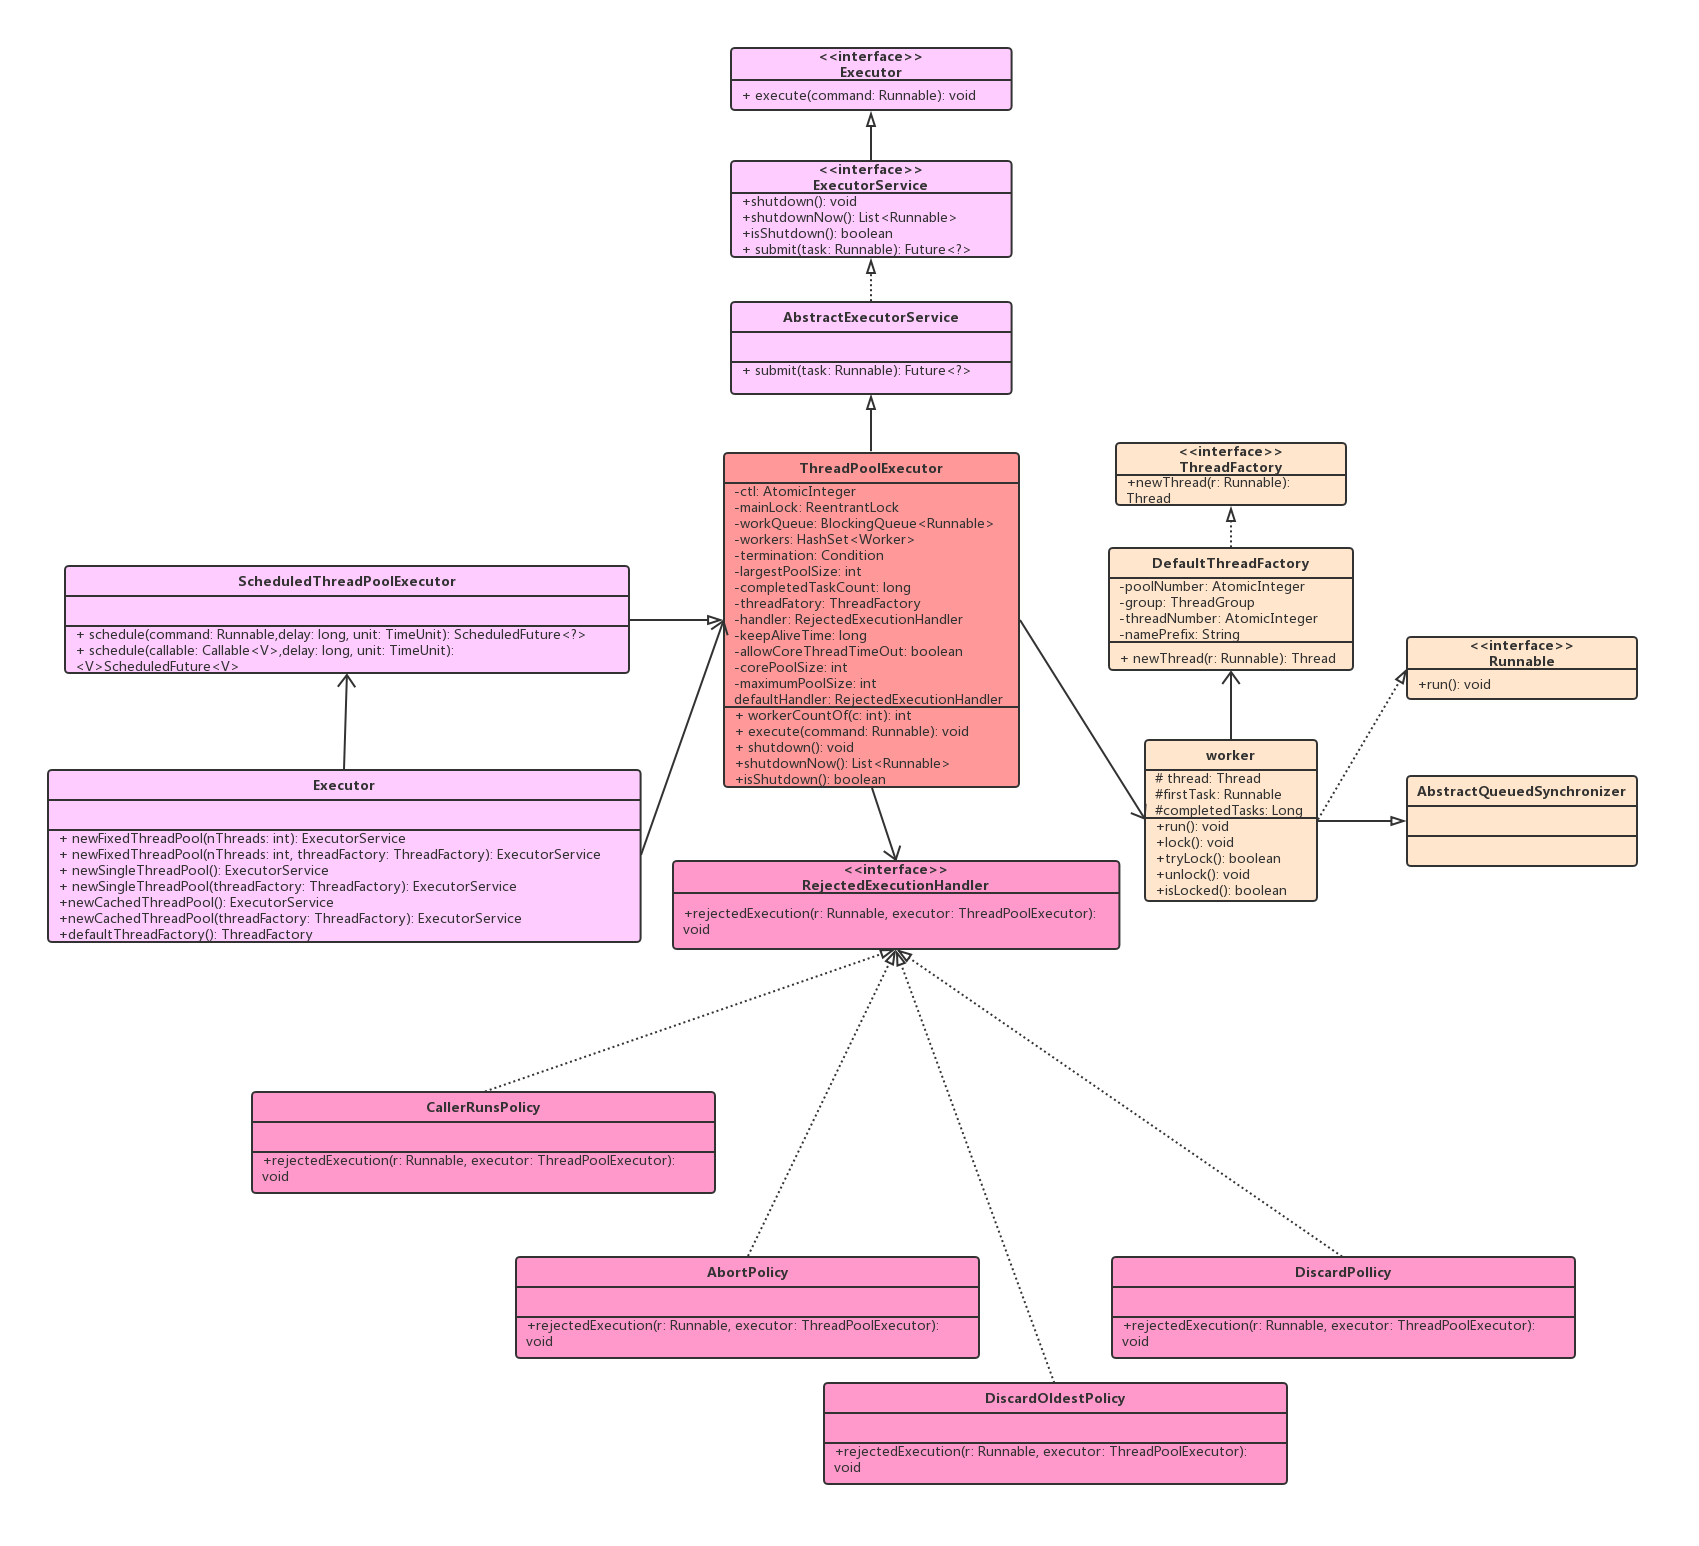 <<interface>>
Executor
+ execute(command: Runnable): void
<<interface>>
ExecutorService
+shutdown(): void
+shutdownNow(): List<Runnable>
+isShutdown(): boolean
+ submit(task: Runnable): Future<?>
AbstractExecutorService
+ submit(task: Runnable): Future<?>
ThreadPoolExecutor
-ctl: AtomicInteger
-mainLock: ReentrantLock
-workQueue: BlockingQueue<Runnable>
-workers: HashSet<Worker>
-termination: Condition
-largestPoolSize: int
-completedTaskCount: long
-threadFatory: ThreadFactory
-handler: RejectedExecutionHandler
-keepAliveTime: long
-allowCoreThreadTimeOut: boolean
-corePoolSize: int
-maximumPoolSize: int
defaultHandler: RejectedExecutionHandler
+ workerCountOf(c: int): int
+ execute(command: Runnable): void
+ shutdown(): void
+shutdownNow(): List<Runnable>
+isShutdown(): boolean
<<interface>>
ThreadFactory
+newThread(r: Runnable):
Thread
DefaultThreadFactory
-poolNumber: AtomicInteger
-group: ThreadGroup
-threadNumber: AtomicInteger
-namePrefix: String
+ newThread(r: Runnable): Thread
ScheduledThreadPoolExecutor
+ schedule(command: Runnable,delay: long, unit: TimeUnit): ScheduledFuture<?>
+ schedule(callable: Callable<V>,delay: long, unit: TimeUnit):
<V>ScheduledFuture<V>
<<interface>>
Runnable
+run(): void
worker
# thread: Thread
#firstTask: Runnable
#completedTasks: Long
+run(): void
+lock(): void
+tryLock(): boolean
+unlock(): void
+isLocked(): boolean
AbstractQueuedSynchronizer
Executor
+ newFixedThreadPool(nThreads: int): ExecutorService
+ newFixedThreadPool(nThreads: int, threadFactory: ThreadFactory): ExecutorService
+ newSingleThreadPool(): ExecutorService
+ newSingleThreadPool(threadFactory: ThreadFactory): ExecutorService
+newCachedThreadPool(): ExecutorService
+newCachedThreadPool(threadFactory: ThreadFactory): ExecutorService
+defaultThreadFactory(): ThreadFactory
<<interface>>
RejectedExecutionHandler
+rejectedExecution(r: Runnable, executor: ThreadPoolExecutor):
void
CallerRunsPolicy
+rejectedExecution(r: Runnable, executor: ThreadPoolExecutor):
void
AbortPolicy
+rejectedExecution(r: Runnable, executor: ThreadPoolExecutor):
void
DiscardPollicy
+rejectedExecution(r: Runnable, executor: ThreadPoolExecutor):
void
DiscardOldestPolicy
+rejectedExecution(r: Runnable, executor: ThreadPoolExecutor):
void